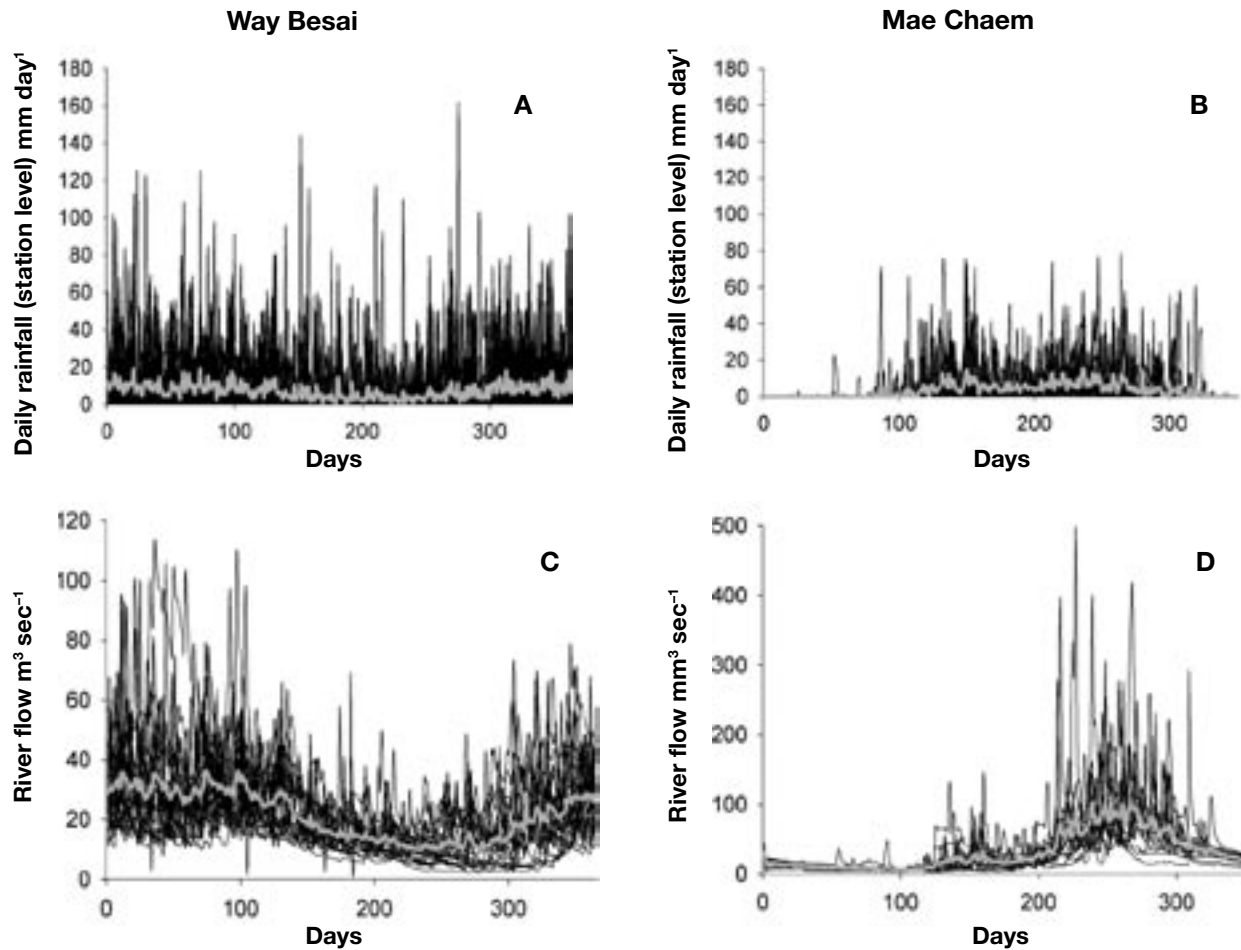 Way Besai
Mae Chaem
Daily rainfall (station level) mm day¹
180
160
140
120
100
80
60
40
20
0
A
0 100 200 300
Days
Daily rainfall (station level) mm day¹
180
160
140
120
100
80
60
40
20
0
B
0 100 200 300
Days
River flow m³ sec⁻¹
120
100
80
60
40
20
0
C
0 100 200 300
Days
River flow mm³ sec⁻¹
500
400
300
200
100
0
D
0 100 200 300
Days